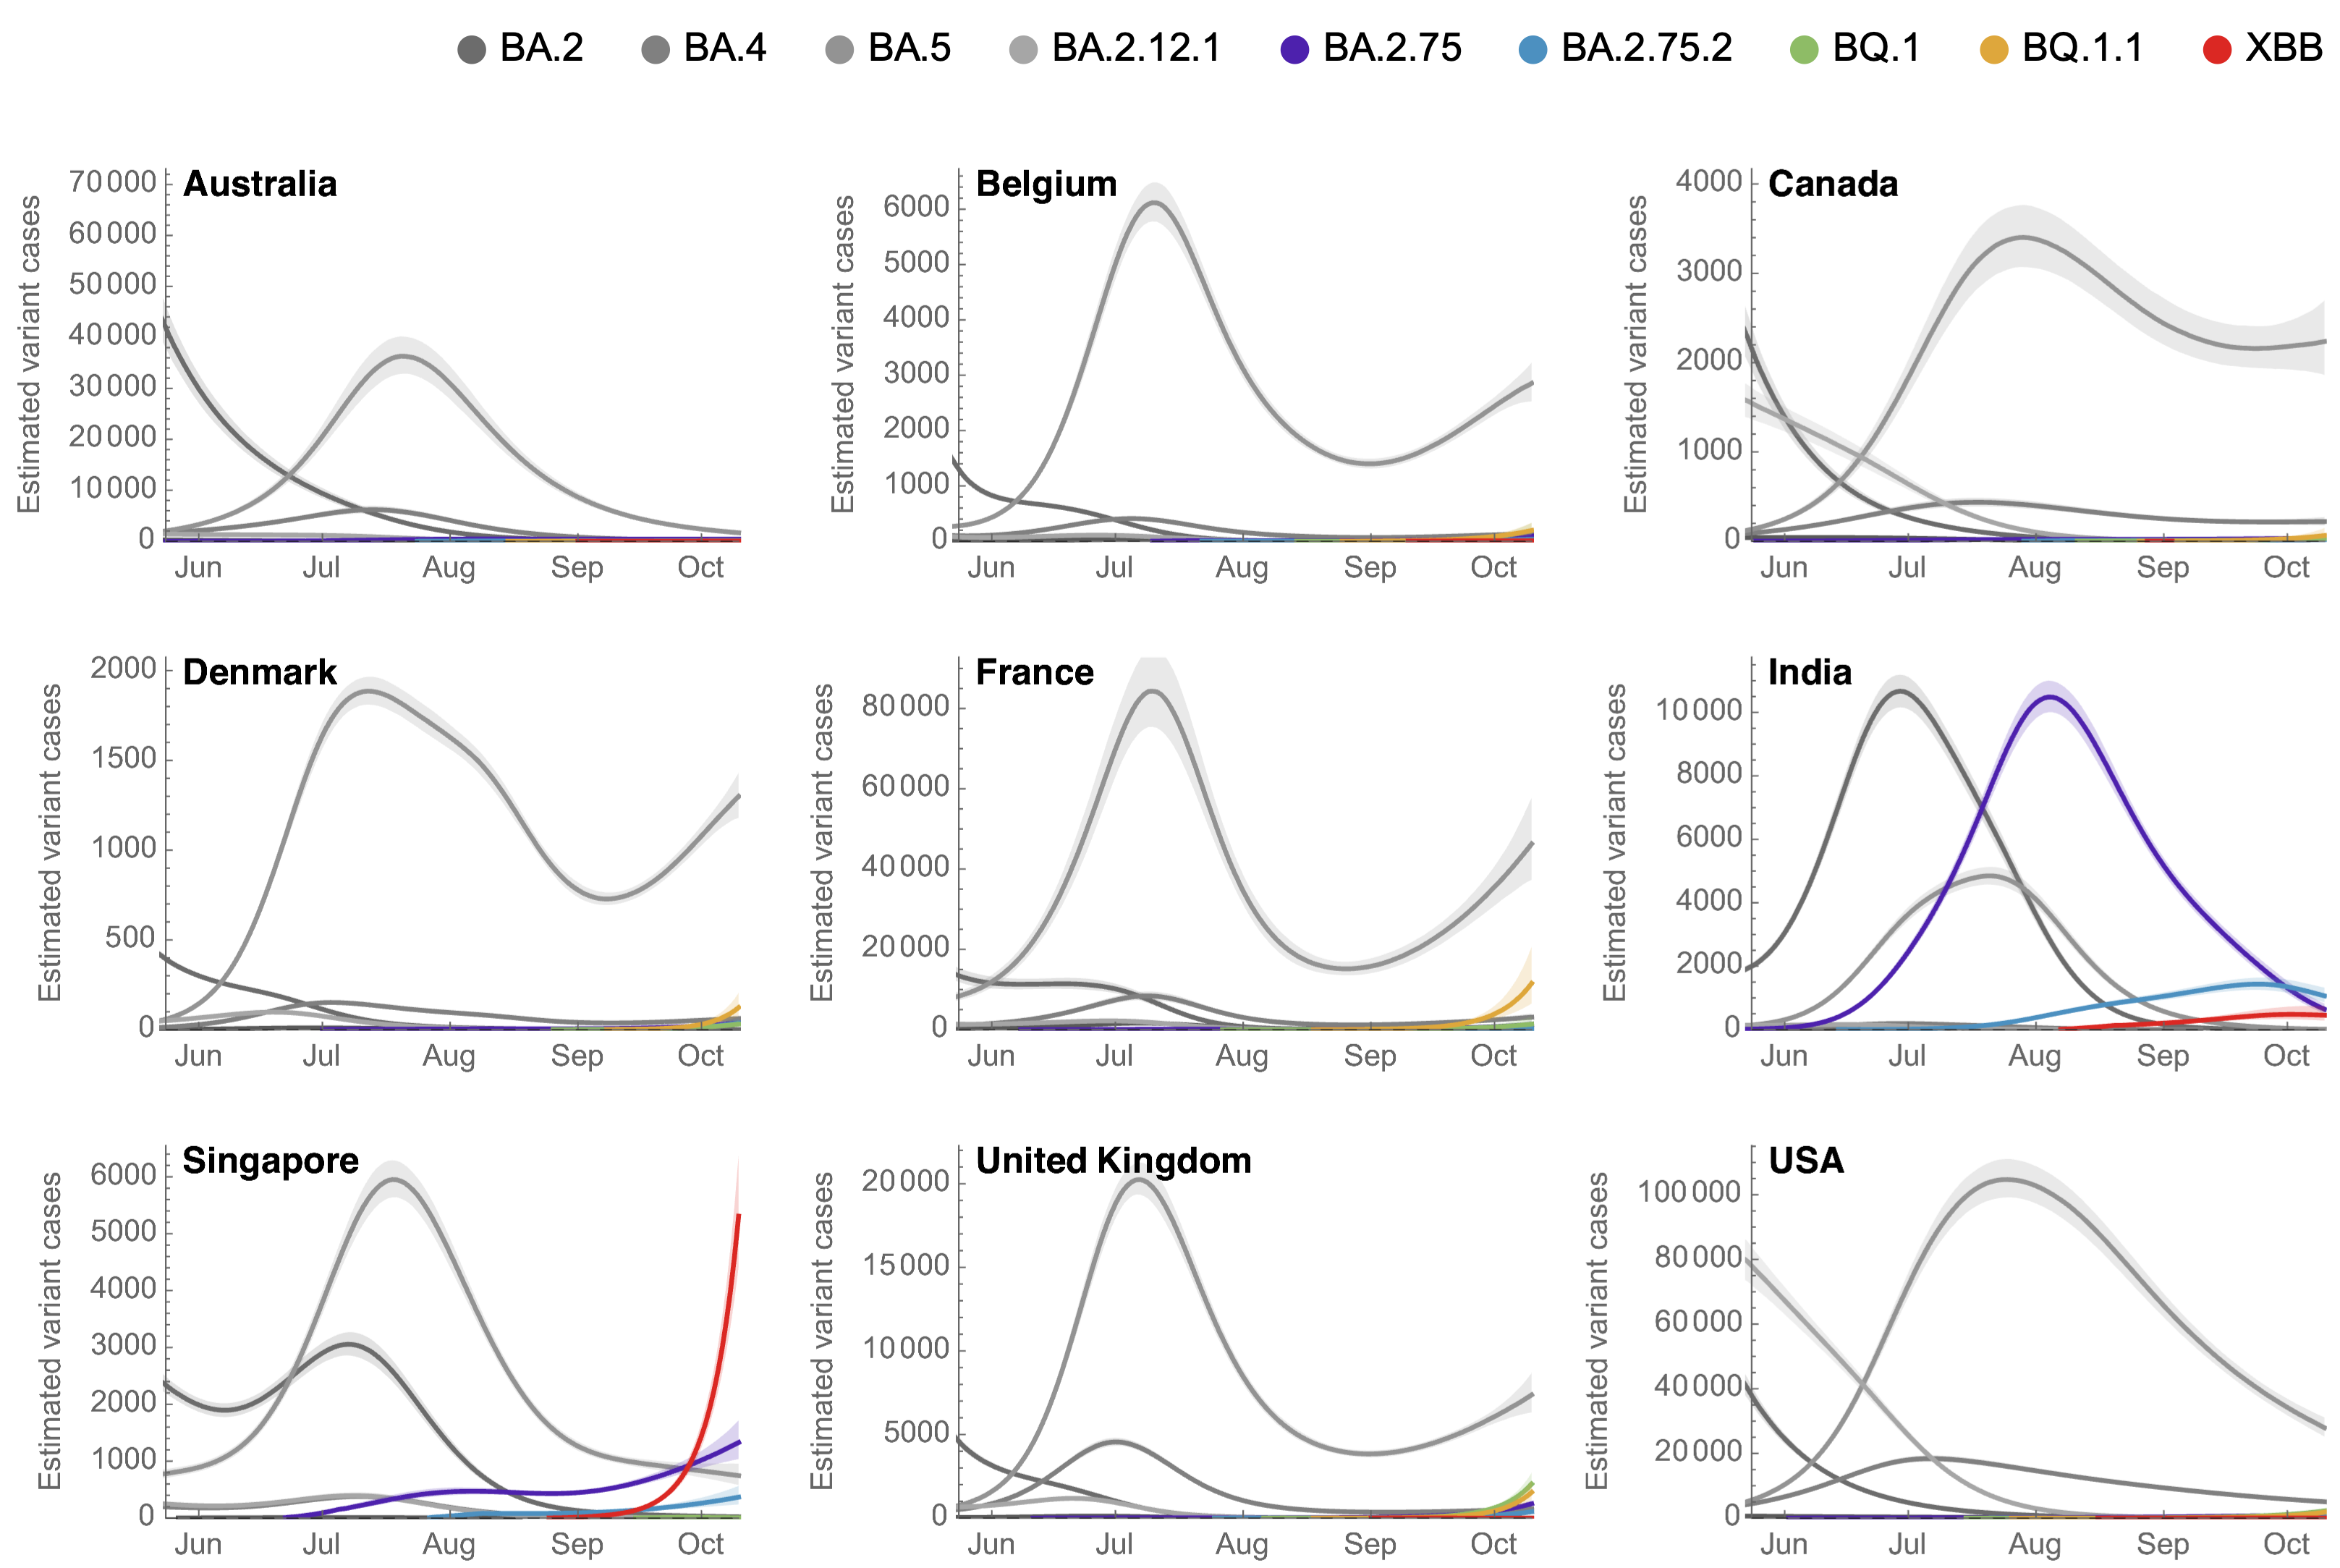 BA.2 BA.4 BA.5 BA.2.12.1 BA.2.75 BA.2.75.2 BQ.1 BQ.1.1 XBB
Australia
Estimated variant cases
70000
60000
50000
40000
30000
20000
10000
0
Jun Jul Aug Sep Oct
Belgium
Estimated variant cases
6000
5000
4000
3000
2000
1000
0
Jun Jul Aug Sep Oct
Canada
Estimated variant cases
4000
3000
2000
1000
0
Jun Jul Aug Sep Oct
Denmark
Estimated variant cases
2000
1500
1000
500
0
Jun Jul Aug Sep Oct
France
Estimated variant cases
80000
60000
40000
20000
0
Jun Jul Aug Sep Oct
India
Estimated variant cases
10000
8000
6000
4000
2000
0
Jun Jul Aug Sep Oct
Singapore
Estimated variant cases
6000
5000
4000
3000
2000
1000
0
Jun Jul Aug Sep Oct
United Kingdom
Estimated variant cases
20000
15000
10000
5000
0
Jun Jul Aug Sep Oct
USA
Estimated variant cases
100000
80000
60000
40000
20000
0
Jun Jul Aug Sep Oct